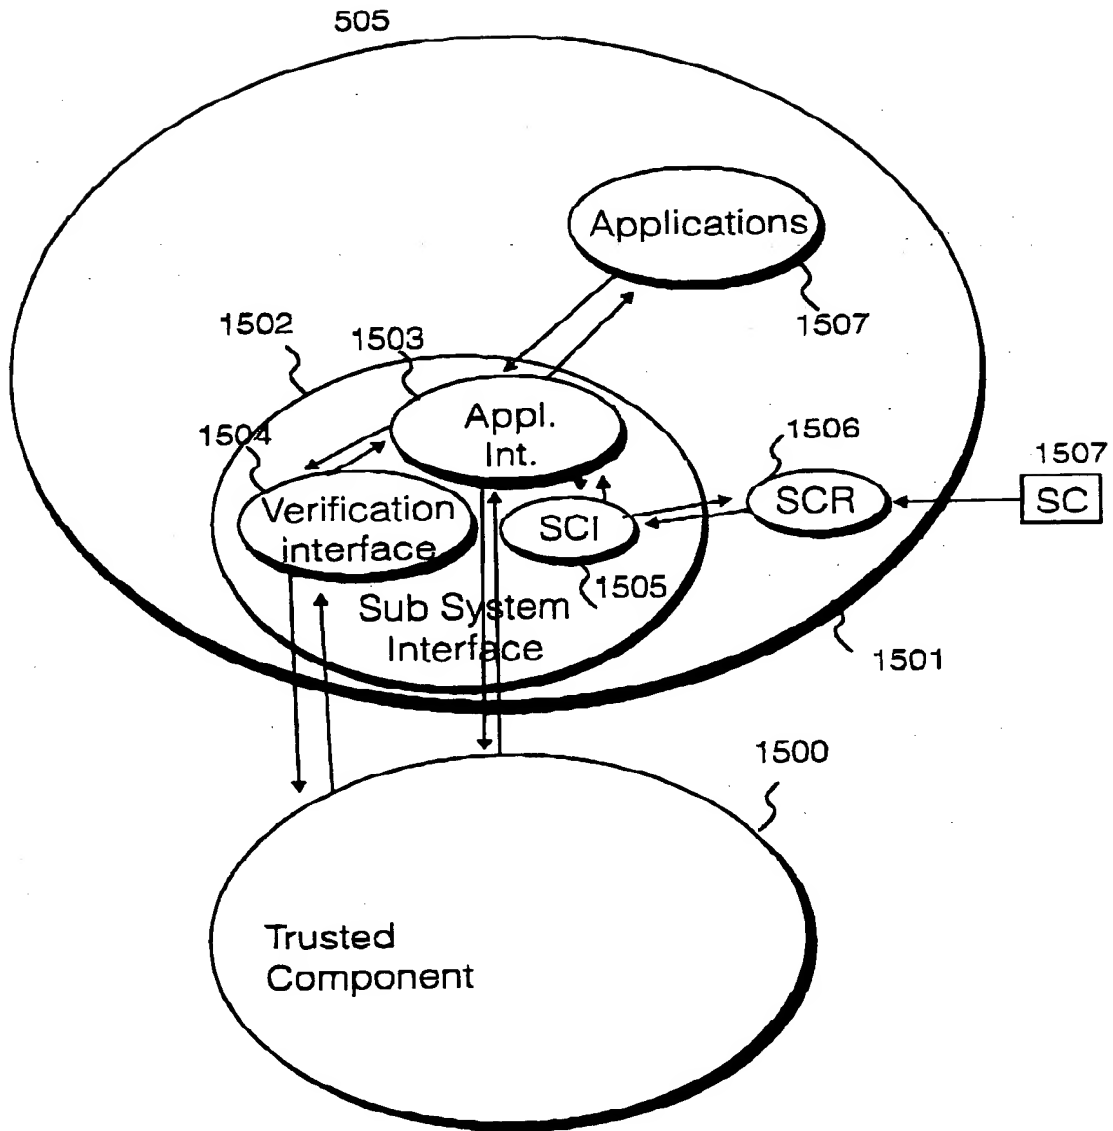 505
Applications
1507
1502
1503
Appl.
Int.
1504
1506
1507
Verification
interface
SCI
SCR
SC
1505
Sub System
Interface
1501
1500
Trusted
Component